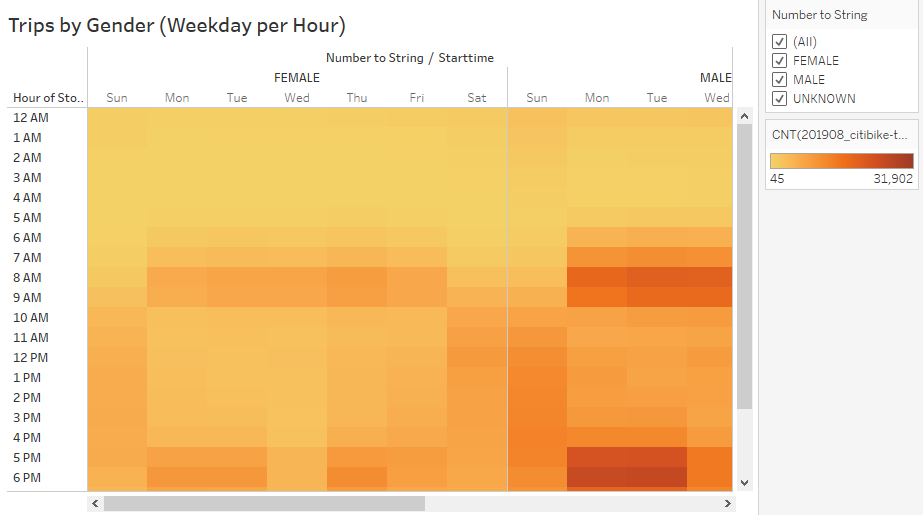 Trips by Gender (Weekday per Hour)
Number to String / Starttime
FEMALE MALE
Hour of Sto.. Sun Mon Tue Wed Thu Fri Sat Sun Mon Tue Wed
12 AM
1 AM
2 AM
3 AM
4 AM
5 AM
6 AM
7 AM
8 AM
9 AM
10 AM
11 AM
12 PM
1 PM
2 PM
3 PM
4 PM
5 PM
6 PM
Number to String
(All)
FEMALE
MALE
UNKNOWN
CNT(201908_citibike-t...
45 31,902